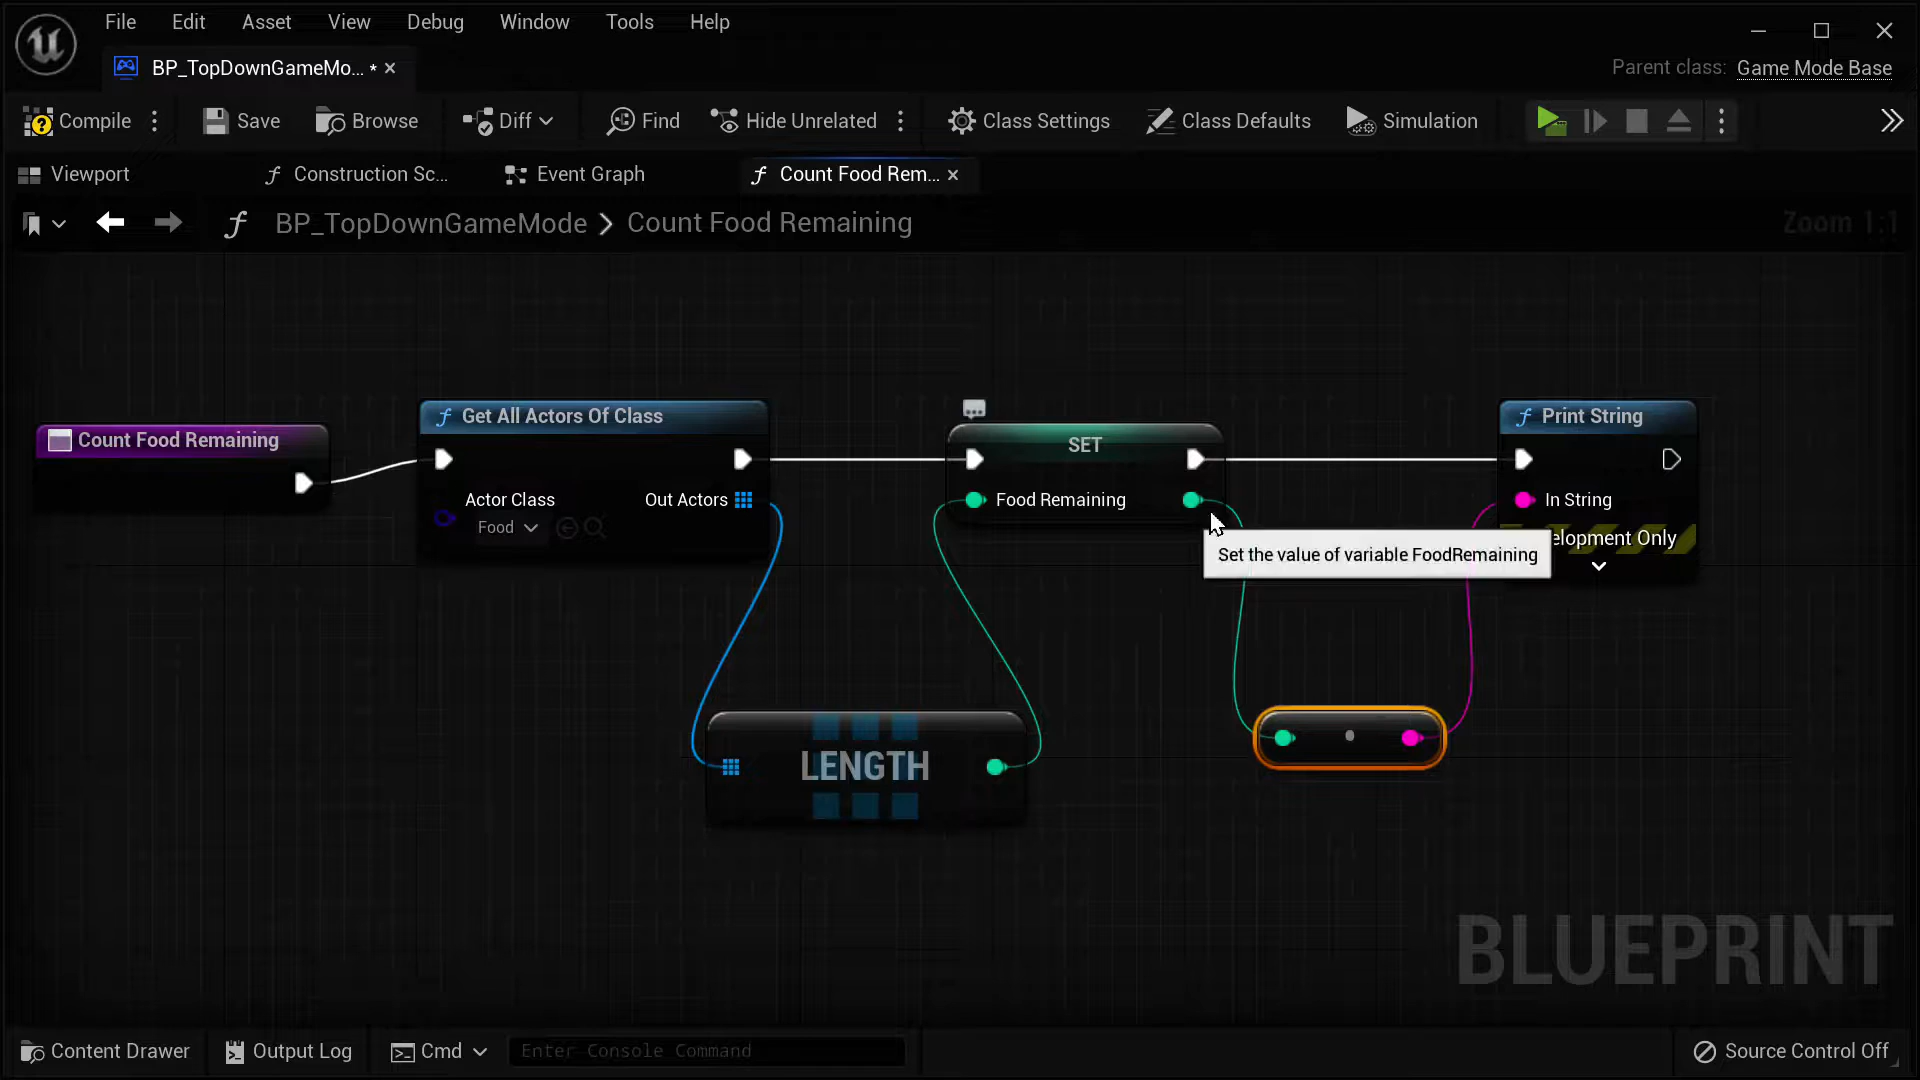 File Edit Asset View Debug Window Tools Help
BP_TopDownGameMo... *
Parent class: Game Mode Base
Compile Save Browse Diff Find Hide Unrelated Class Settings Class Defaults Simulation
Viewport Construction Sc... Event Graph Count Food Rem...
BP_TopDownGameMode > Count Food Remaining Zoom 1:1
Count Food Remaining
Get All Actors Of Class
Actor Class Out Actors
Food
SET
Food Remaining
Print String
In String
elopment Only
Set the value of variable FoodRemaining
LENGTH
BLUEPRINT
Content Drawer Output Log Cmd Enter Console Command Source Control Off